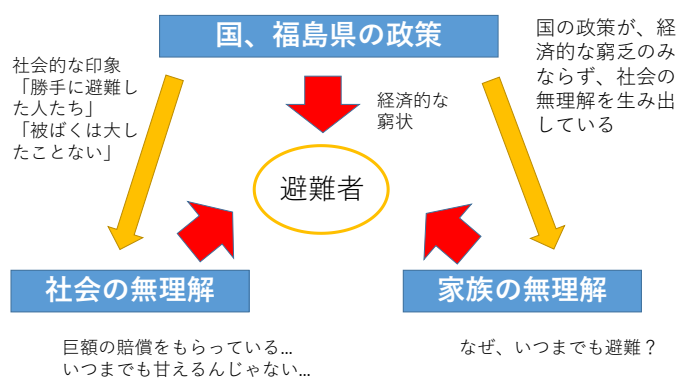 国、福島県の政策
社会的な印象
「勝手に避難し
た人たち」
「被ばくは大し
たことない」
経済的な
窮状
国の政策が、経
済的な窮乏のみ
ならず、社会の
無理解を生み出
している
避難者
社会の無理解
家族の無理解
巨額の賠償をもらっている…
いつまでも甘えるんじゃない…
なぜ、いつまでも避難？